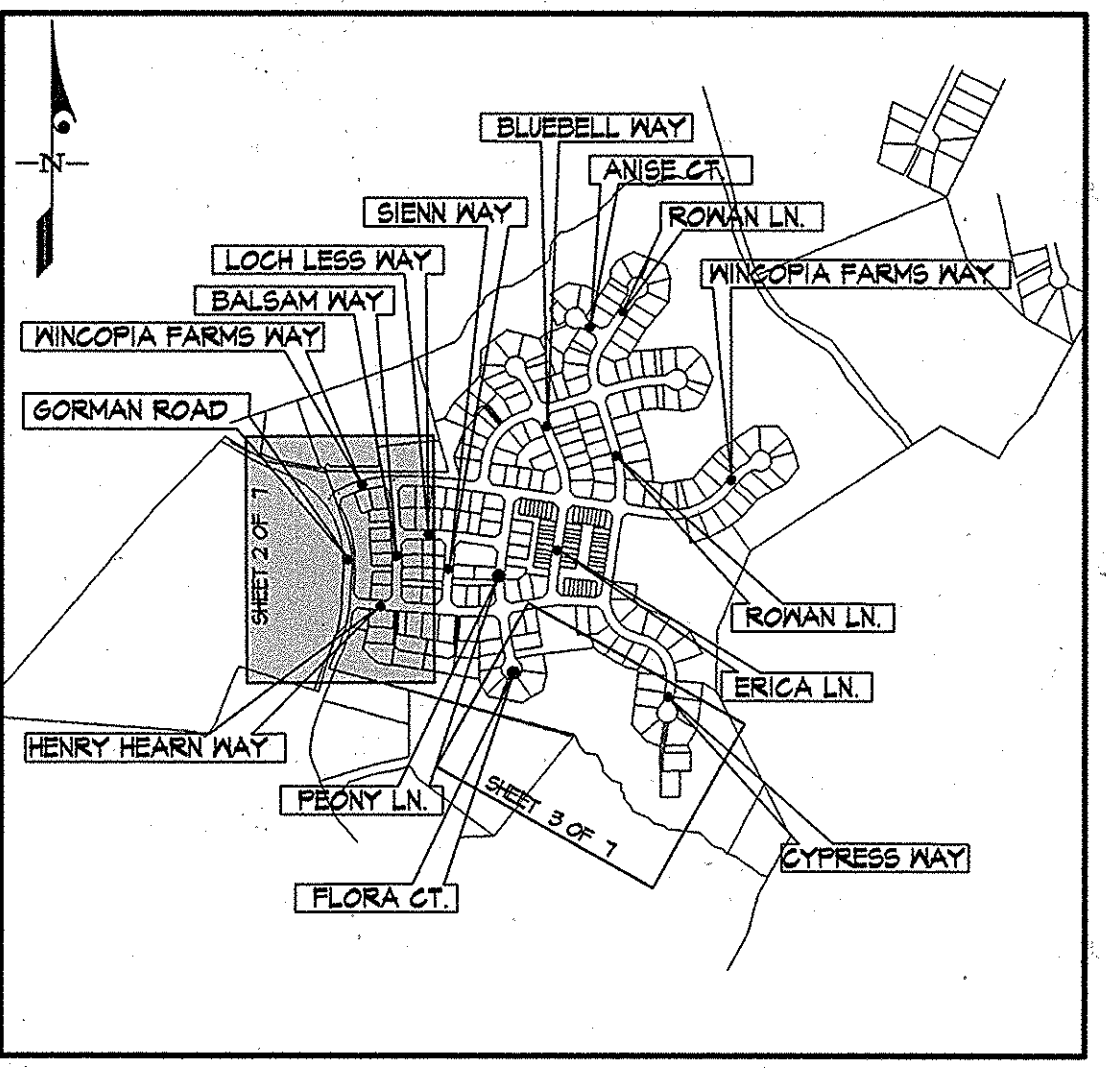 N
BLUEBELL WAY
ANISE CT.
SIENN WAY
ROWAN LN.
LOCH LESS WAY
WINCOPIA FARMS WAY
BALSAM WAY
WINCOPIA FARMS WAY
GORMAN ROAD
SHEET 2 OF 7
ROWAN LN.
ERICA LN.
HENRY HEARN WAY
PEONY LN.
SHEET 3 OF 7
CYPRESS WAY
FLORA CT.